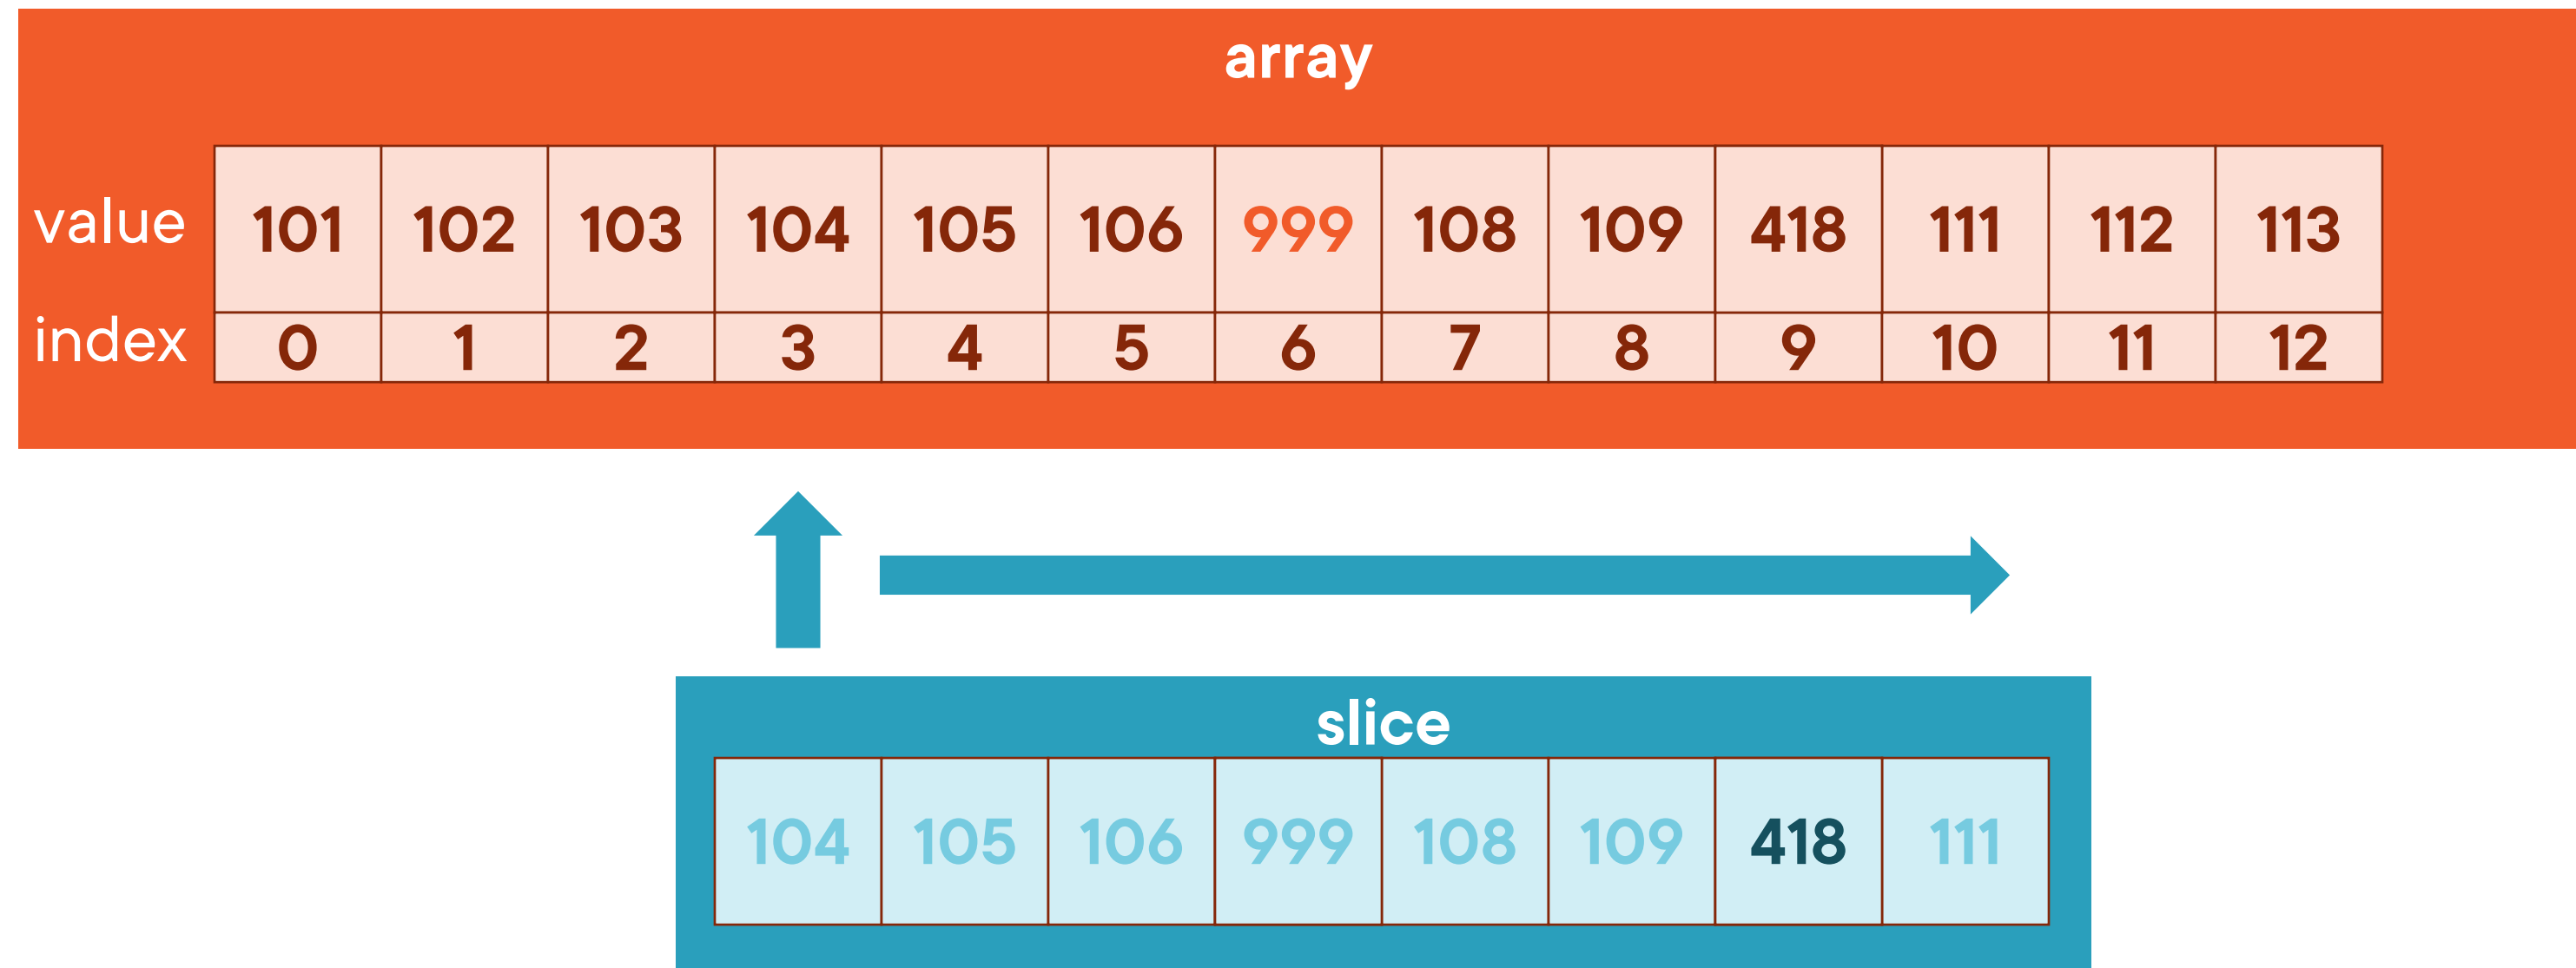 array
value 101 102 103 104 105 106 999 108 109 418 111 112 113
index 0 1 2 3 4 5 6 7 8 9 10 11 12
slice
104 105 106 999 108 109 418 111